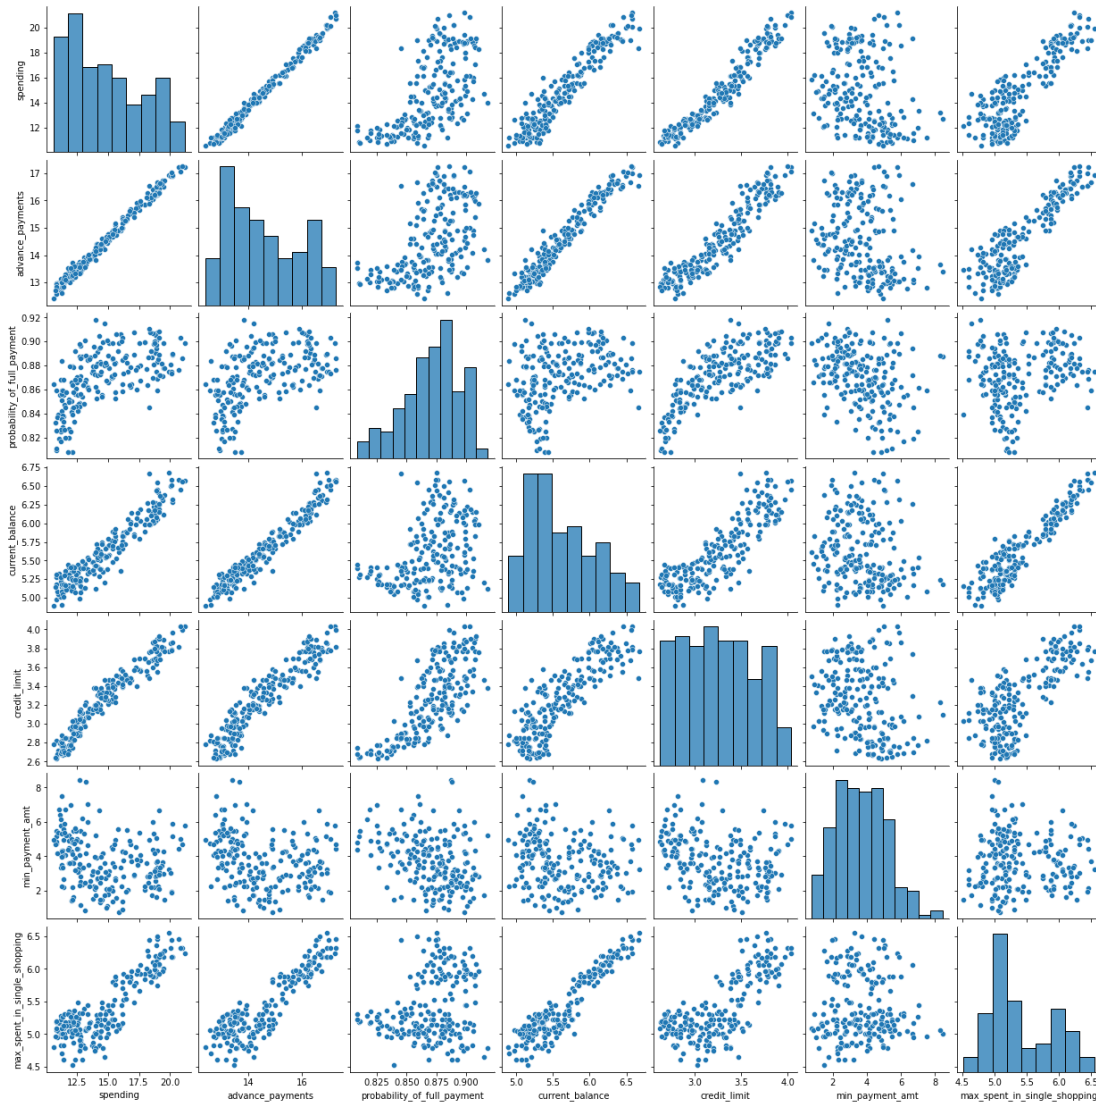 spending
20
18
16
14
12
advance_payments
17
16
15
14
13
probability_of_full_payment
0.92
0.90
0.88
0.86
0.84
0.82
current_balance
6.75
6.50
6.25
6.00
5.75
5.50
5.25
5.00
credit_limit
4.0
3.8
3.6
3.4
3.2
3.0
2.8
2.6
min_payment_amt
8
6
4
2
max_spent_in_single_shopping
6.5
6.0
5.5
5.0
4.5
12.5 15.0 17.5 20.0
spending
14 16
advance_payments
0.825 0.850 0.875 0.900
probability_of_full_payment
5.0 5.5 6.0 6.5
current_balance
3.0 3.5 4.0
credit_limit
2 4 6 8
min_payment_amt
4.5 5.0 5.5 6.0 6.5
max_spent_in_single_shopping